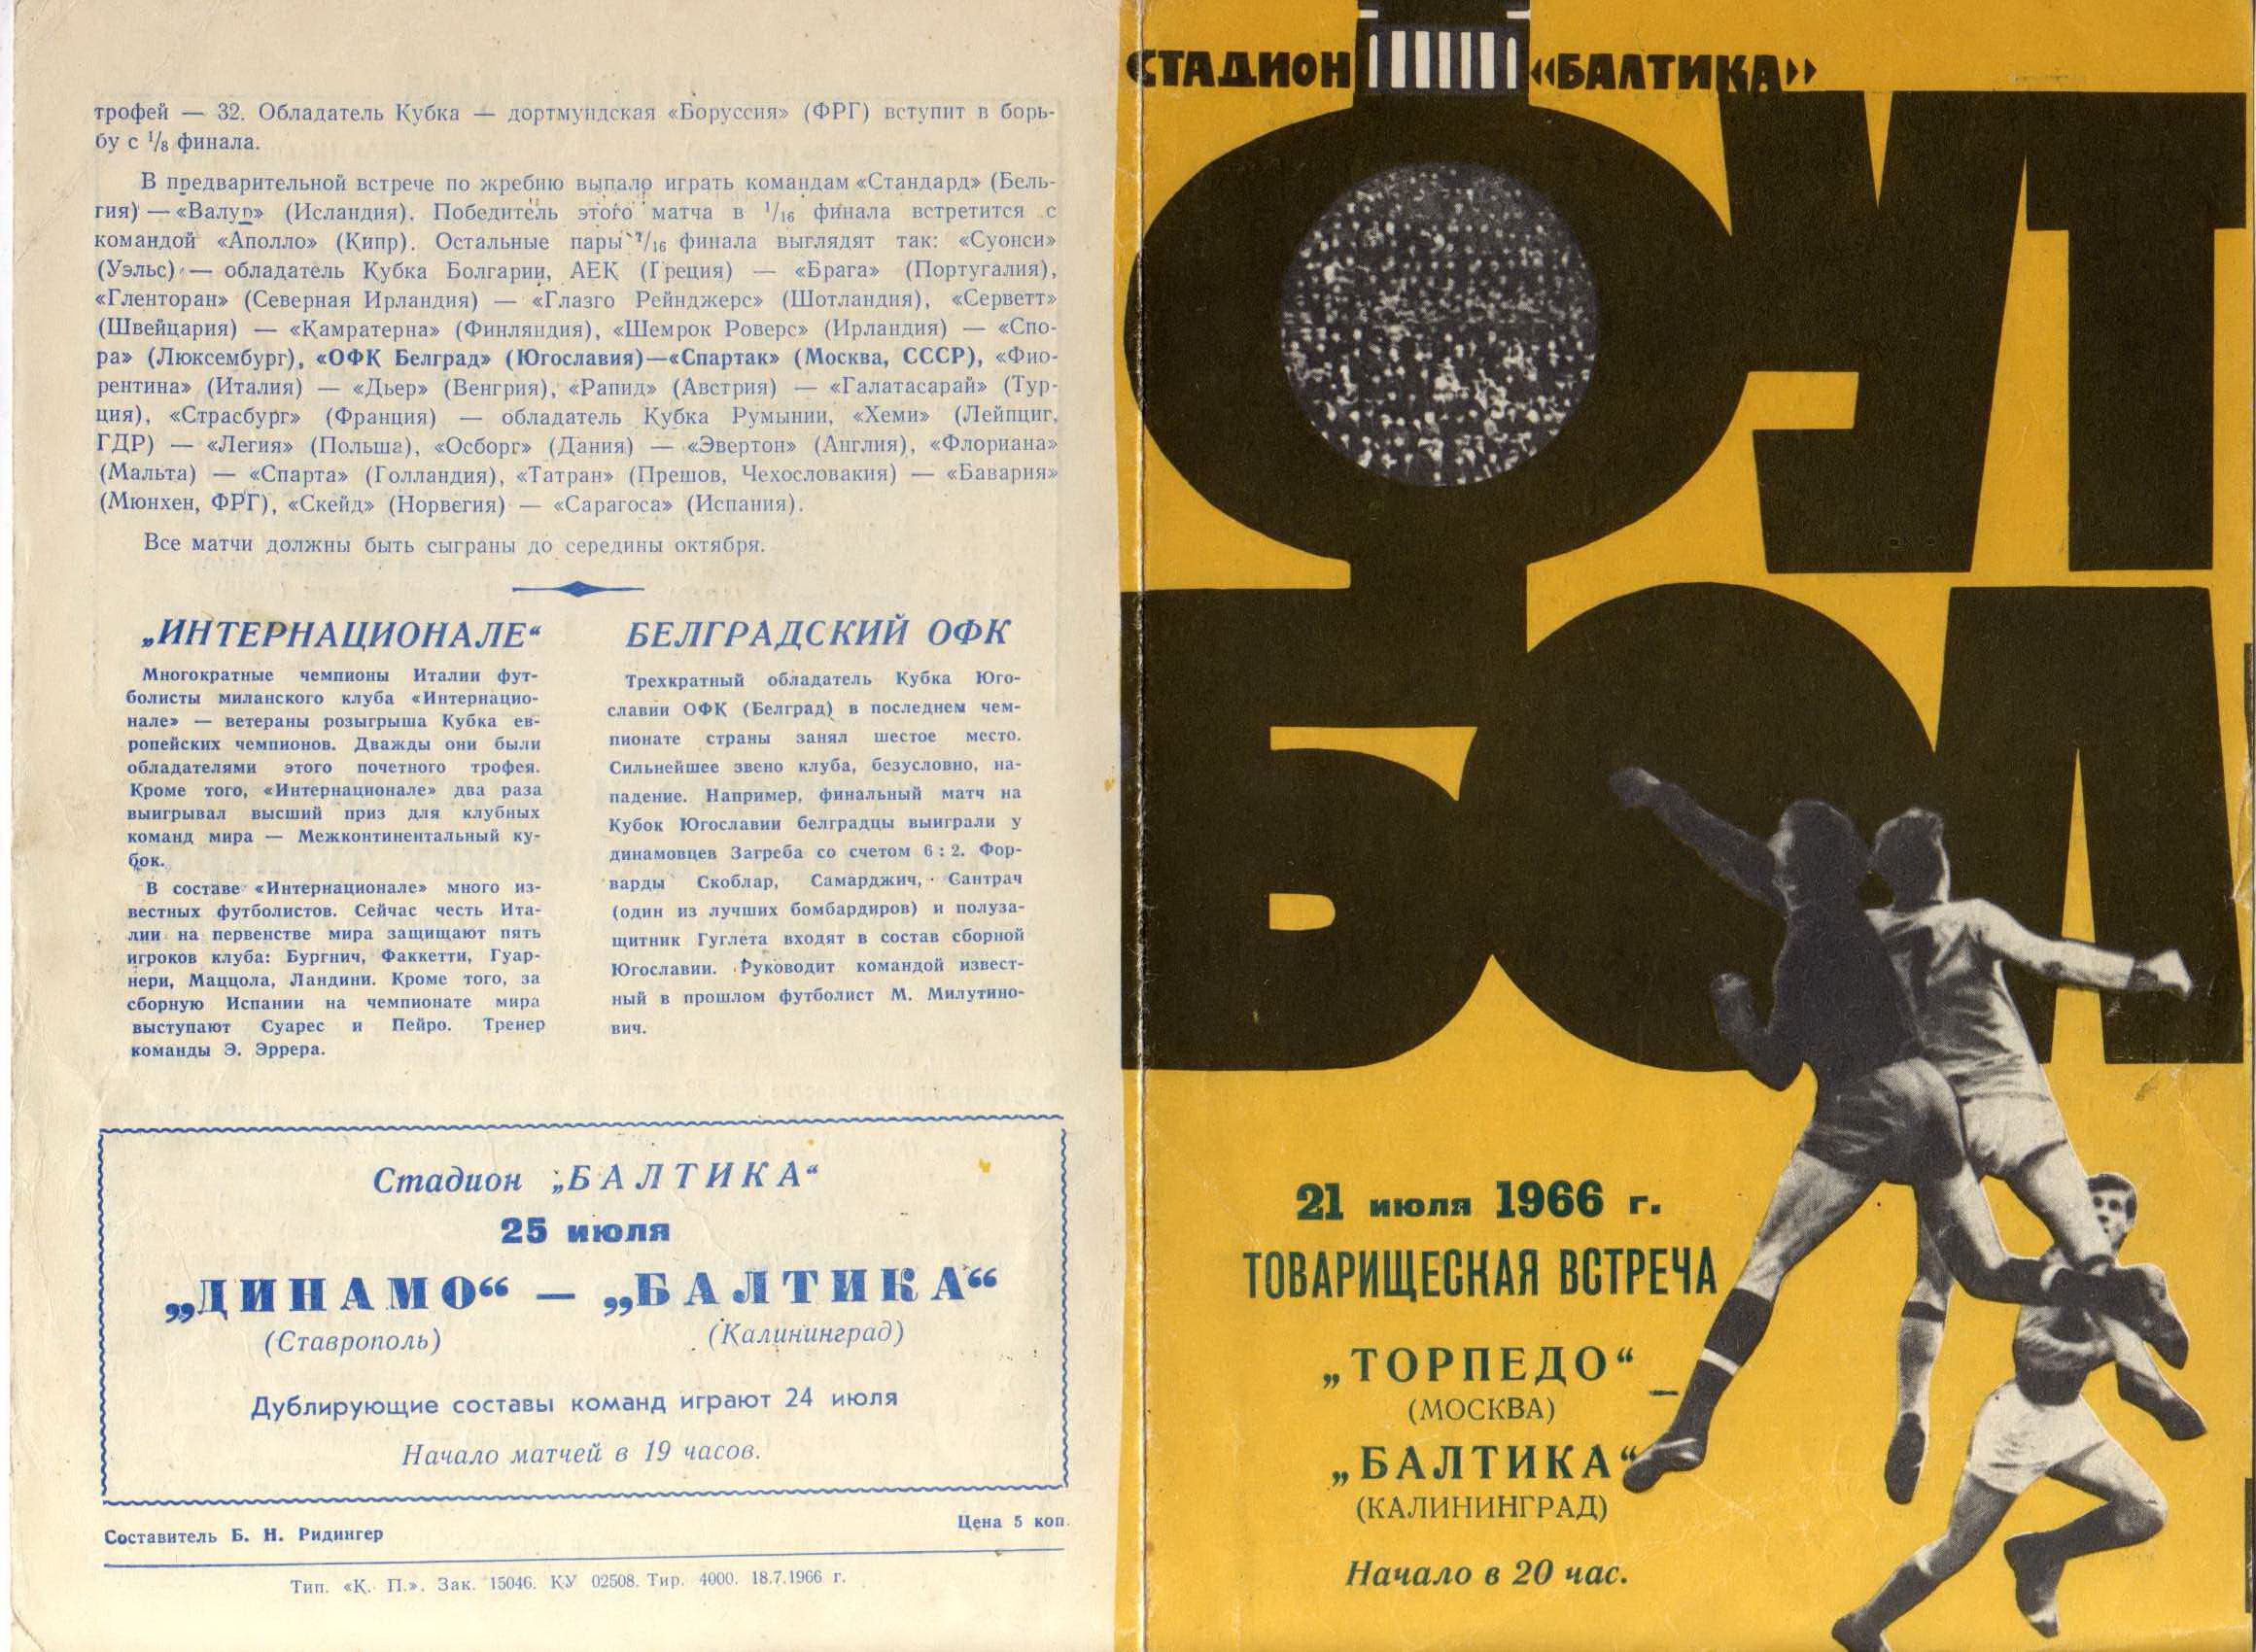 трофей — 32. Обладатель Кубка — дортмундская «Боруссия» (ФРГ) вступит в борь-
бу с 1/8 финала.
В предварительной встрече по жребию выпало играть командам «Стандард» (Бель-
гия) — «Валур» (Исландия). Победитель этого матча в 1/16 финала встретится с
командой «Аполло» (Кипр). Остальные пары 1/16 финала выглядят так: «Суонси»
(Уэльс) — обладатель Кубка Болгарии, АЕК (Греция) — «Брага» (Португалия),
«Гленторан» (Северная Ирландия) — «Глазго Рейнджерс» (Шотландия), «Серветт»
(Швейцария) — «Камратерна» (Финляндия), «Шемрок Роверс» (Ирландия) — «Спо-
ра» (Люксембург), «ОФК Белград» (Югославия)—«Спартак» (Москва, СССР), «Фио-
рентина» (Италия) — «Дьер» (Венгрия), «Рапид» (Австрия) — «Галатасарай» (Тур-
ция), «Страсбург» (Франция) — обладатель Кубка Румынии, «Хеми» (Лейпциг,
ГДР) — «Легия» (Польша), «Осборг» (Дания) — «Эвертон» (Англия), «Флориана»
(Мальта) — «Спарта» (Голландия), «Татран» (Прешов, Чехословакия) — «Бавария»
(Мюнхен, ФРГ), «Скейд» (Норвегия) — «Сарагоса» (Испания).
Все матчи должны быть сыграны до середины октября.
„ИНТЕРНАЦИОНАЛЕ“
Многократные чемпионы Италии фут-
болисты миланского клуба «Интернацио-
нале» — ветераны розыгрыша Кубка ев-
ропейских чемпионов. Дважды они были
обладателями этого почетного трофея.
Кроме того, «Интернационале» два раза
выигрывал высший приз для клубных
команд мира — Межконтинентальный ку-
бок.
В составе «Интернационале» много из-
вестных футболистов. Сейчас честь Ита-
лии на первенстве мира защищают пять
игроков клуба: Бургнич, Факкетти, Гуар-
нери, Маццола, Ландини. Кроме того, за
сборную Испании на чемпионате мира
выступают Суарес и Пейро. Тренер
команды Э. Эррера.
БЕЛГРАДСКИЙ ОФК
Трехкратный обладатель Кубка Юго-
славии ОФК (Белград) в последнем чем-
пионате страны занял шестое место.
Сильнейшее звено клуба, безусловно, на-
падение. Например, финальный матч на
Кубок Югославии белградцы выиграли у
динамовцев Загреба со счетом 6 : 2. Фор-
варды Скоблар, Самарджич, Сантрач
(один из лучших бомбардиров) и полуза-
щитник Гуглета входят в состав сборной
Югославии. Руководит командой извест-
ный в прошлом футболист М. Милутино-
вич.
Стадион „БАЛТИКА“
25 июля
„ДИНАМО“ — „БАЛТИКА“
(Ставрополь) (Калининград)
Дублирующие составы команд играют 24 июля
Начало матчей в 19 часов.
Составитель Б. Н. Ридингер
Цена 5 коп.
Тип. «К. П.». Зак. 15046. КУ 02508. Тир. 4000. 18.7.1966 г.
СТАДИОН «БАЛТИКА»
ФУТ
БОЛ
21 июля 1966 г.
ТОВАРИЩЕСКАЯ ВСТРЕЧА
„ТОРПЕДО“ —
(МОСКВА)
„БАЛТИКА“
(КАЛИНИНГРАД)
Начало в 20 час.